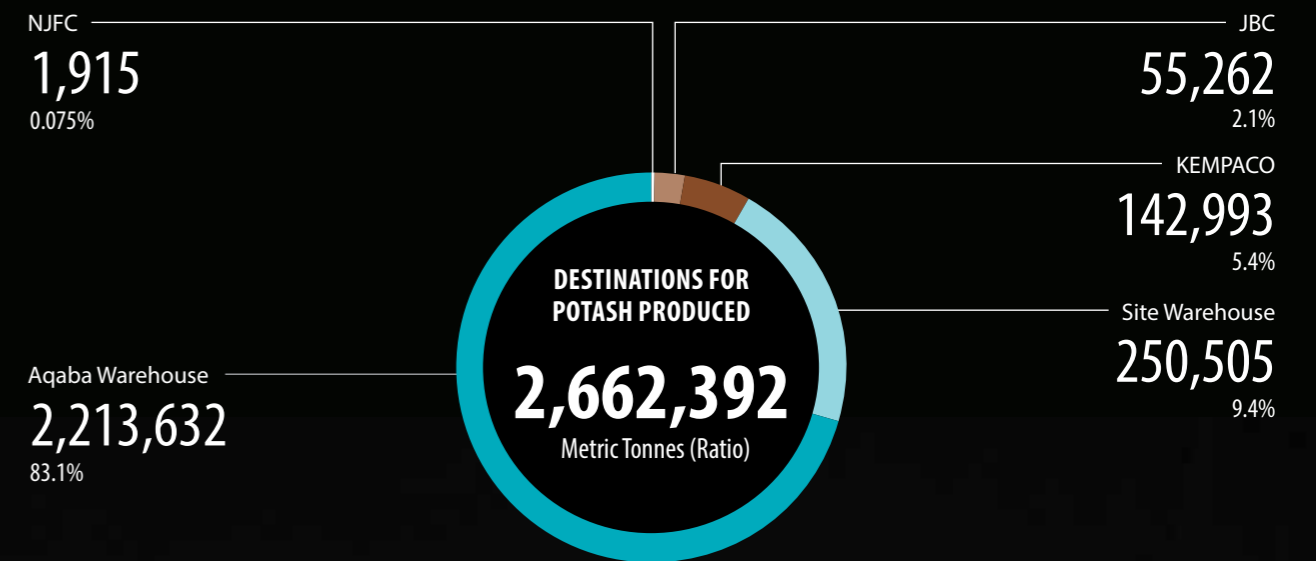 NJFC
1,915
0.075%
JBC
55,262
2.1%
KEMPACO
142,993
5.4%
Site Warehouse
250,505
9.4%
Aqaba Warehouse
2,213,632
83.1%
DESTINATIONS FOR
POTASH PRODUCED
2,662,392
Metric Tonnes (Ratio)